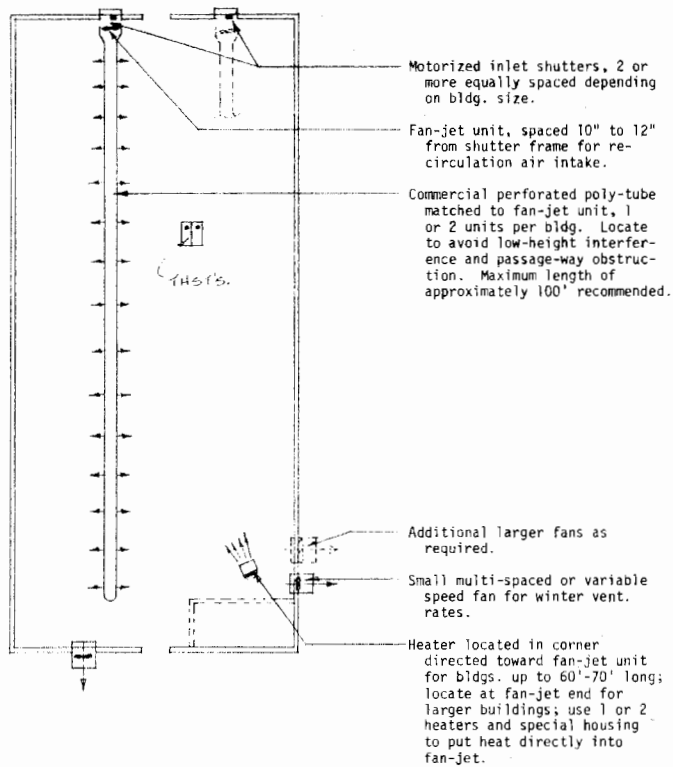 Motorized inlet shutters, 2 or
more equally spaced depending
on bldg. size.
Fan-jet unit, spaced 10" to 12"
from shutter frame for re-
circulation air intake.
Commercial perforated poly-tube
matched to fan-jet unit, 1
or 2 units per bldg. Locate
to avoid low-height interfer-
ence and passage-way obstruc-
tion. Maximum length of
approximately 100' recommended.
THST'S.
Additional larger fans as
required.
Small multi-spaced or variable
speed fan for winter vent.
rates.
Heater located in corner
directed toward fan-jet unit
for bldgs. up to 60'-70' long;
locate at fan-jet end for
larger buildings; use 1 or 2
heaters and special housing
to put heat directly into
fan-jet.